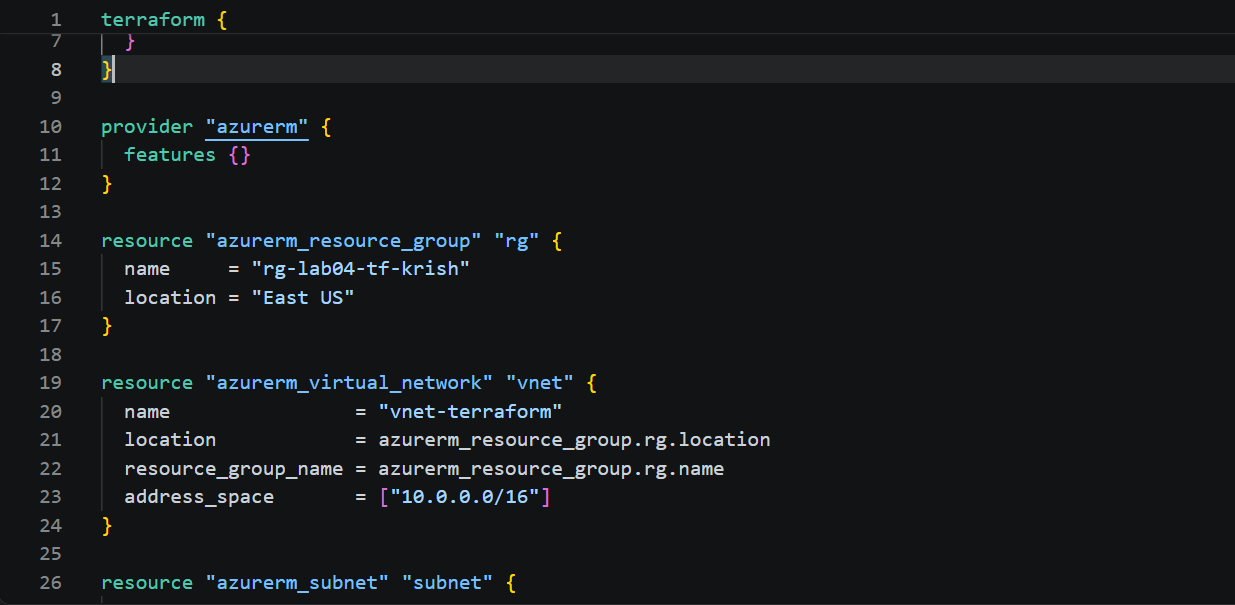 1 terraform {
7   }
8 }
9
10 provider "azurerm" {
11   features {}
12 }
13
14 resource "azurerm_resource_group" "rg" {
15   name     = "rg-lab04-tf-krish"
16   location = "East US"
17 }
18
19 resource "azurerm_virtual_network" "vnet" {
20   name                = "vnet-terraform"
21   location            = azurerm_resource_group.rg.location
22   resource_group_name = azurerm_resource_group.rg.name
23   address_space       = ["10.0.0.0/16"]
24 }
25
26 resource "azurerm_subnet" "subnet" {